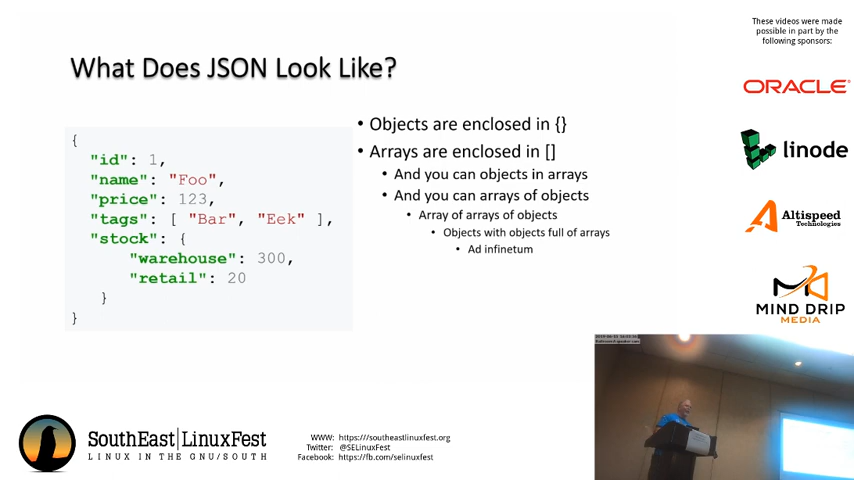 What Does JSON Look Like?
{
"id": 1,
"name": "Foo",
"price": 123,
"tags": [ "Bar", "Eek" ],
"stock": {
"warehouse": 300,
"retail": 20
}
}
• Objects are enclosed in {}
• Arrays are enclosed in []
• And you can objects in arrays
• And you can arrays of objects
• Array of arrays of objects
• Objects with objects full of arrays
• Ad infinetum
These videos were made
possible in part by the
following sponsors:
ORACLE
linode
Altispeed
Technologies
MIND DRIP
MEDIA
SouthEast|LinuxFest
LINUX IN THE GNU/SOUTH
WWW: https:///southeastlinuxfest.org
Twitter: @SELinuxFest
Facebook: https://fb.com/selinuxfest